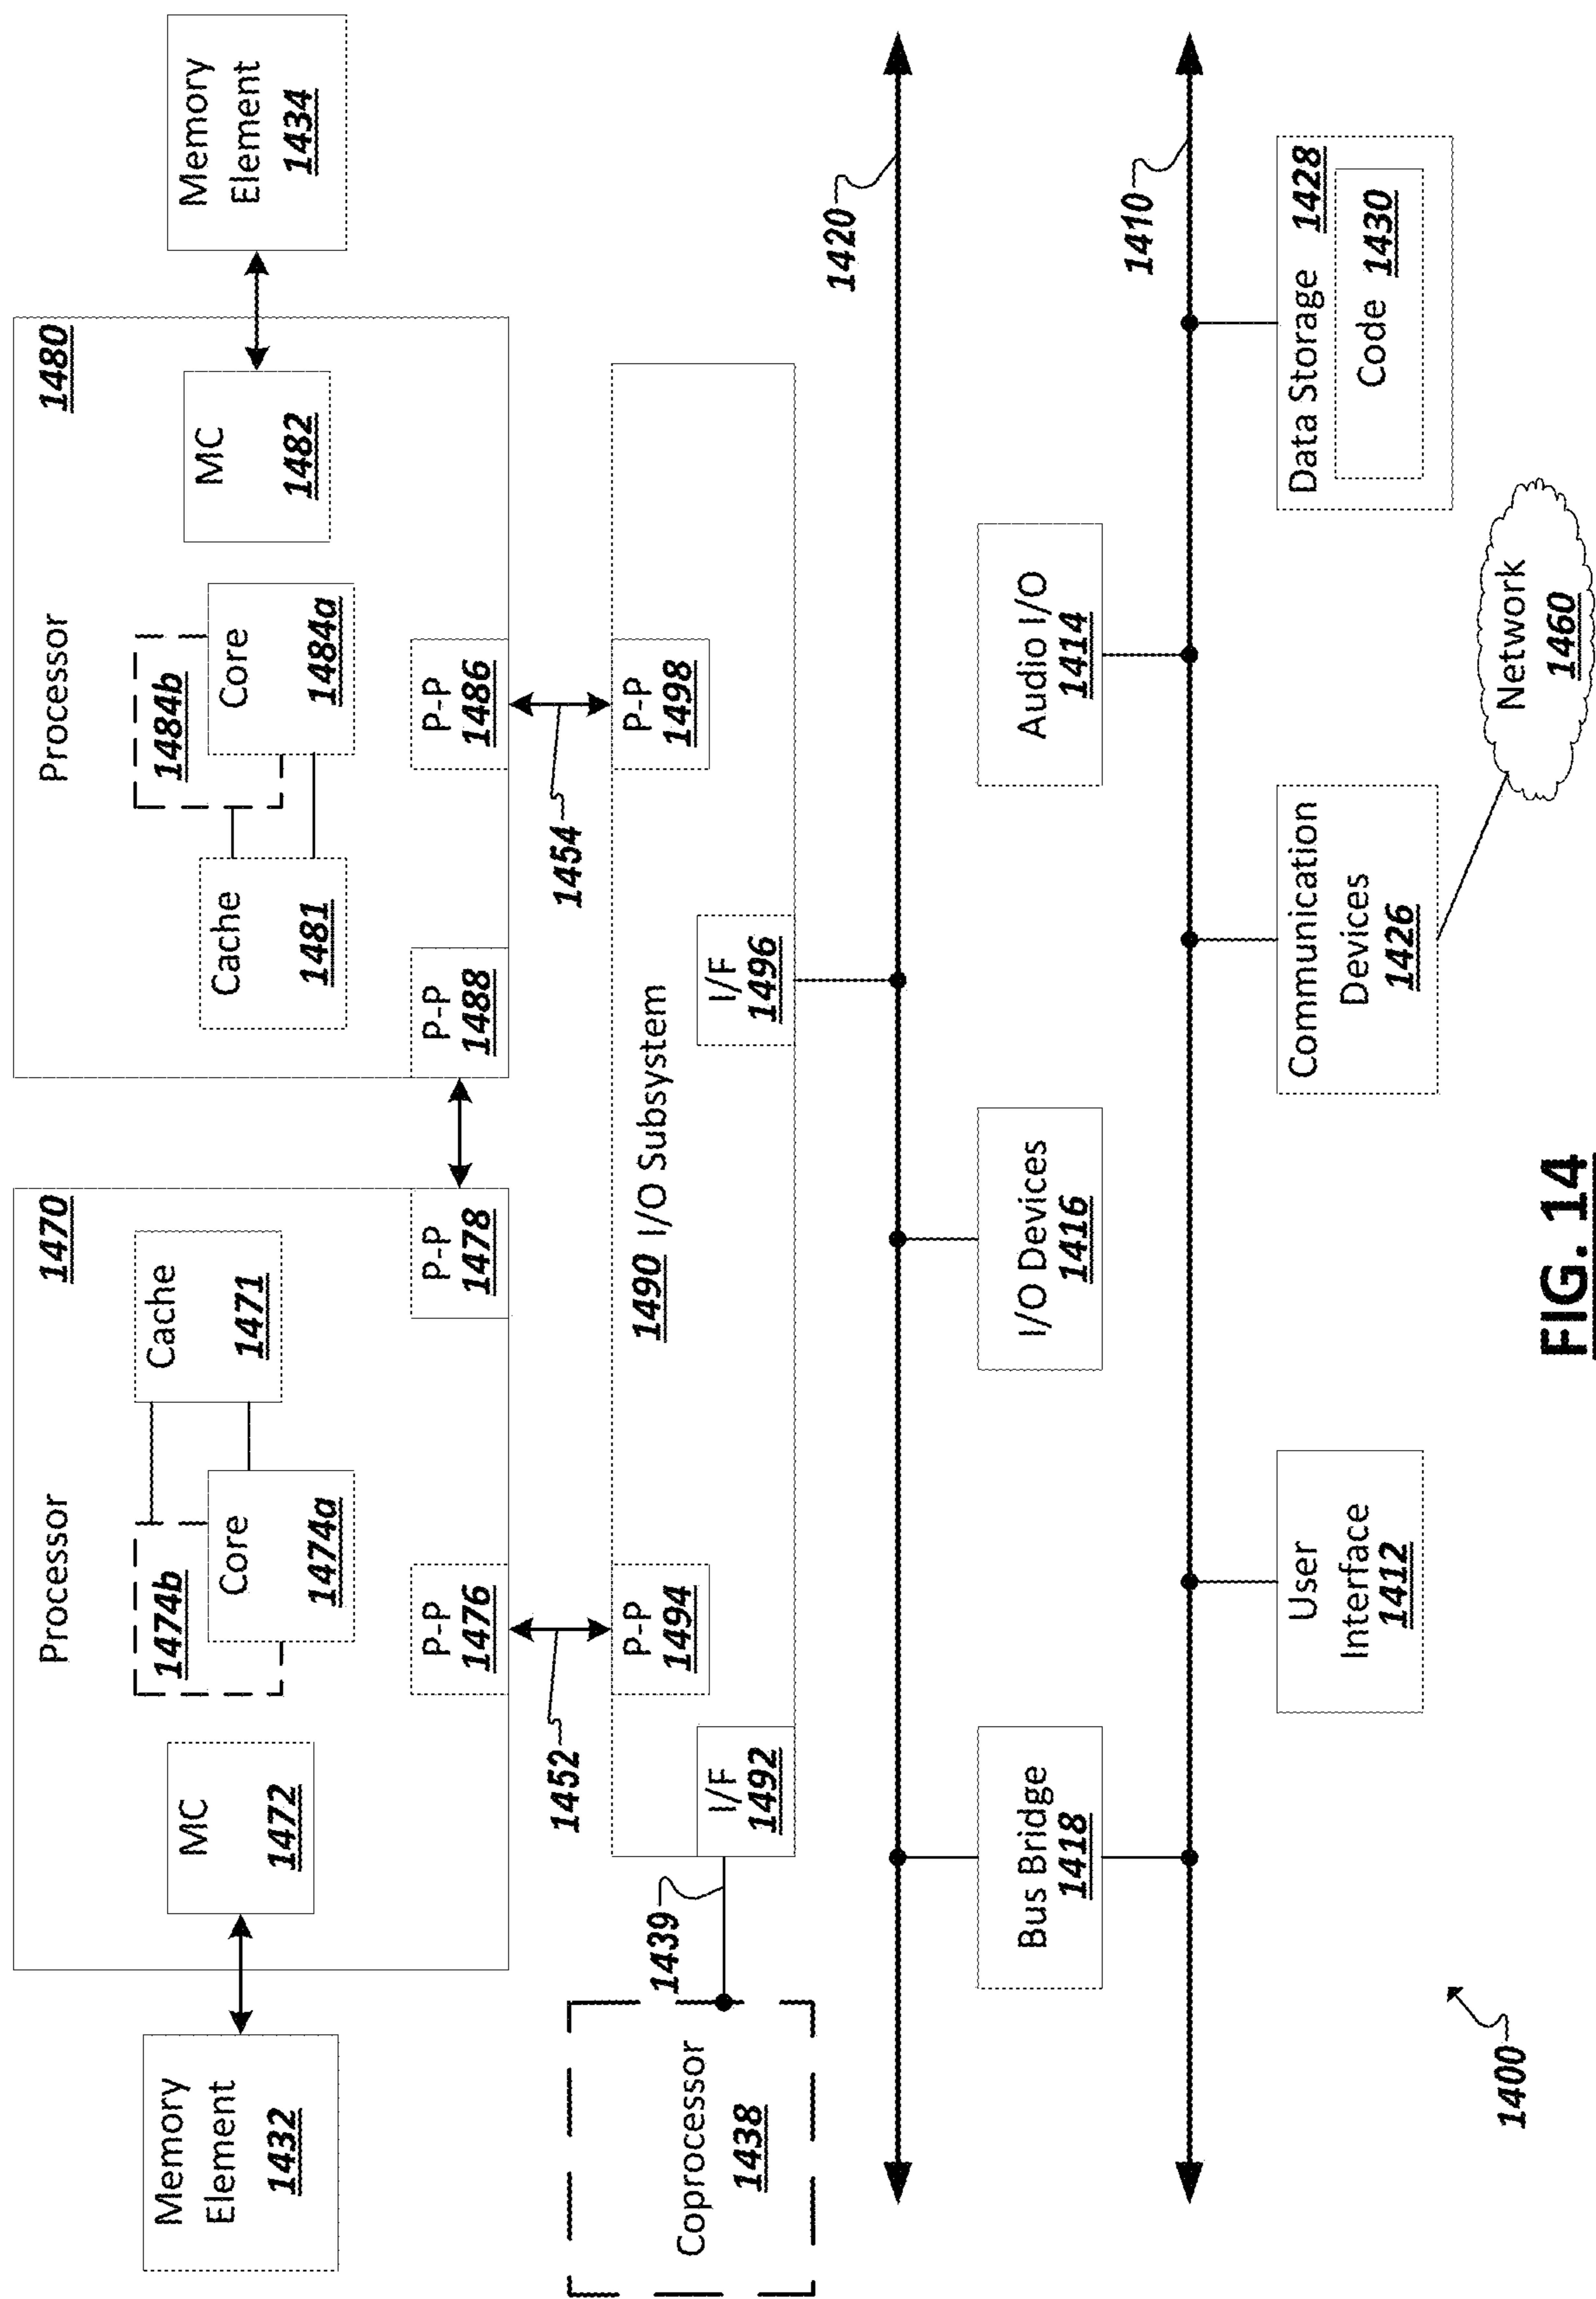 Memory
Element
1432
Processor
1470
MC
1472
1474b
Core
1474a
Cache
1471
P-P
1476
P-P
1478
Processor
1480
Cache
1481
1484b
Core
1484a
MC
1482
P-P
1488
P-P
1486
Memory
Element
1434
1452
1454
Coprocessor
1438
1439
I/F
1492
P-P
1494
1490 I/O Subsystem
I/F
1496
P-P
1498
1420
Bus Bridge
1418
I/O Devices
1416
Audio I/O
1414
1410
User
Interface
1412
Communication
Devices
1426
Data Storage 1428
Code 1430
Network
1460
1400
FIG. 14